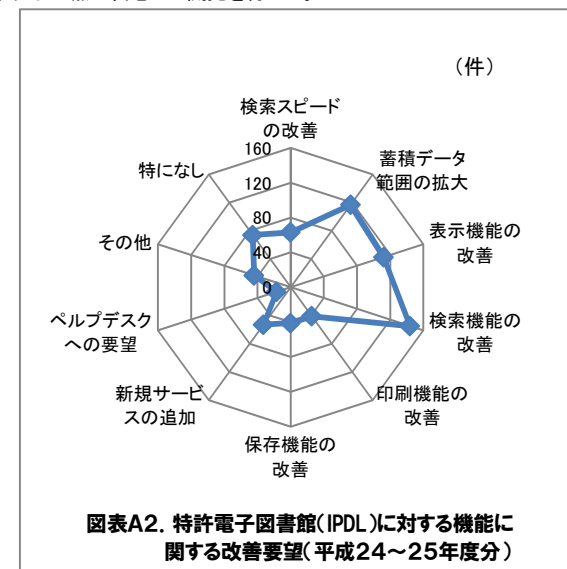 （件）
検索スピード
の改善
蓄積データ
範囲の拡大
表示機能の
改善
検索機能の
改善
印刷機能の
改善
保存機能の
改善
新規サービ
スの追加
ペルプデスク
への要望
その他
特になし
160
120
80
40
0
図表A2．特許電子図書館（IPDL）に対する機能に
関する改善要望（平成24～25年度分）